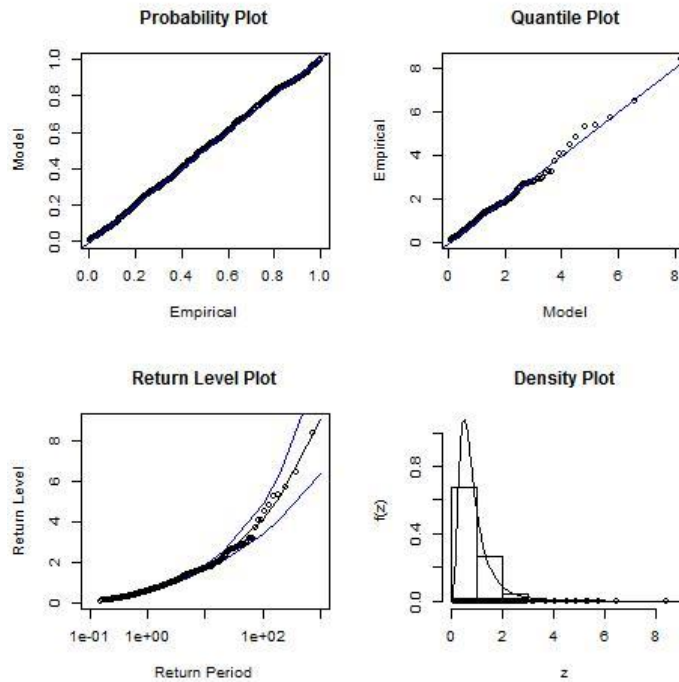 Probability Plot
Model
0.0 0.2 0.4 0.6 0.8 1.0
0.0 0.2 0.4 0.6 0.8 1.0
Empirical
Quantile Plot
Empirical
0 2 4 6 8
0 2 4 6 8
Model
Return Level Plot
Return Level
0 2 4 6 8
1e-01 1e+00 1e+02
Return Period
Density Plot
f(z)
0.0 0.4 0.8
0 2 4 6 8
z